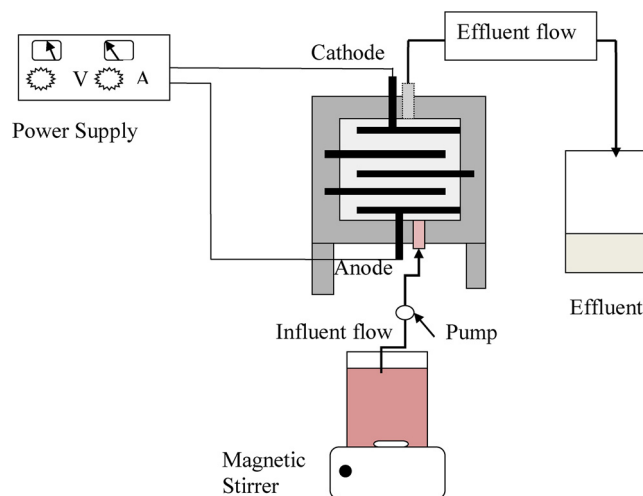 Effluent flow
Cathode
V A
Power Supply
Anode
Effluent
Influent flow
Pump
Magnetic
Stirrer